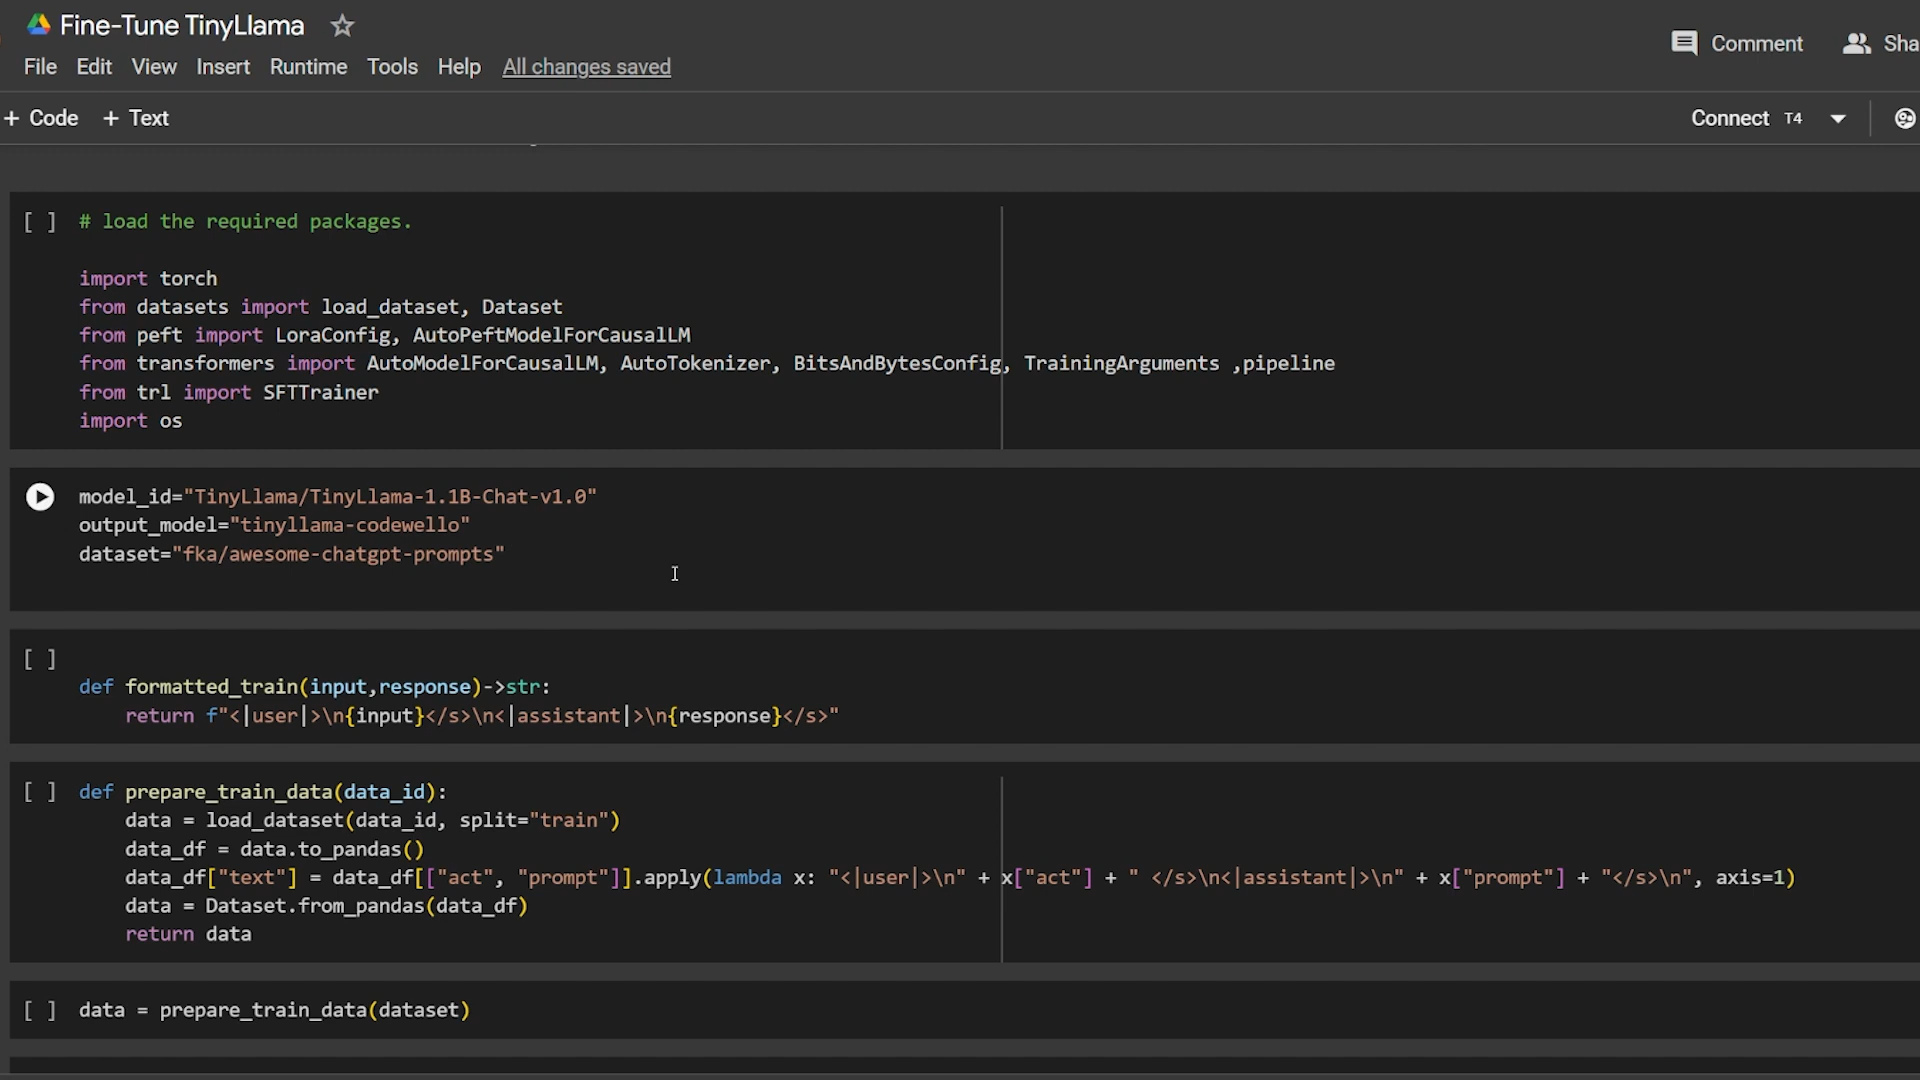 Fine-Tune TinyLlama
Comment
File Edit View Insert Runtime Tools Help All changes saved
+ Code + Text
Connect T4
[ ] # load the required packages.
import torch
from datasets import load_dataset, Dataset
from peft import LoraConfig, AutoPeftModelForCausalLM
from transformers import AutoModelForCausalLM, AutoTokenizer, BitsAndBytesConfig, TrainingArguments ,pipeline
from trl import SFTTrainer
import os
model_id="TinyLlama/TinyLlama-1.1B-Chat-v1.0"
output_model="tinyllama-codewello"
dataset="fka/awesome-chatgpt-prompts"
[ ]
def formatted_train(input,response)->str:
return f"<|user|>\n{input}</s>\n<|assistant|>\n{response}</s>"
[ ] def prepare_train_data(data_id):
data = load_dataset(data_id, split="train")
data_df = data.to_pandas()
data_df["text"] = data_df[["act", "prompt"]].apply(lambda x: "<|user|>\n" + x["act"] + " </s>\n<|assistant|>\n" + x["prompt"] + "</s>\n", axis=1)
data = Dataset.from_pandas(data_df)
return data
[ ] data = prepare_train_data(dataset)